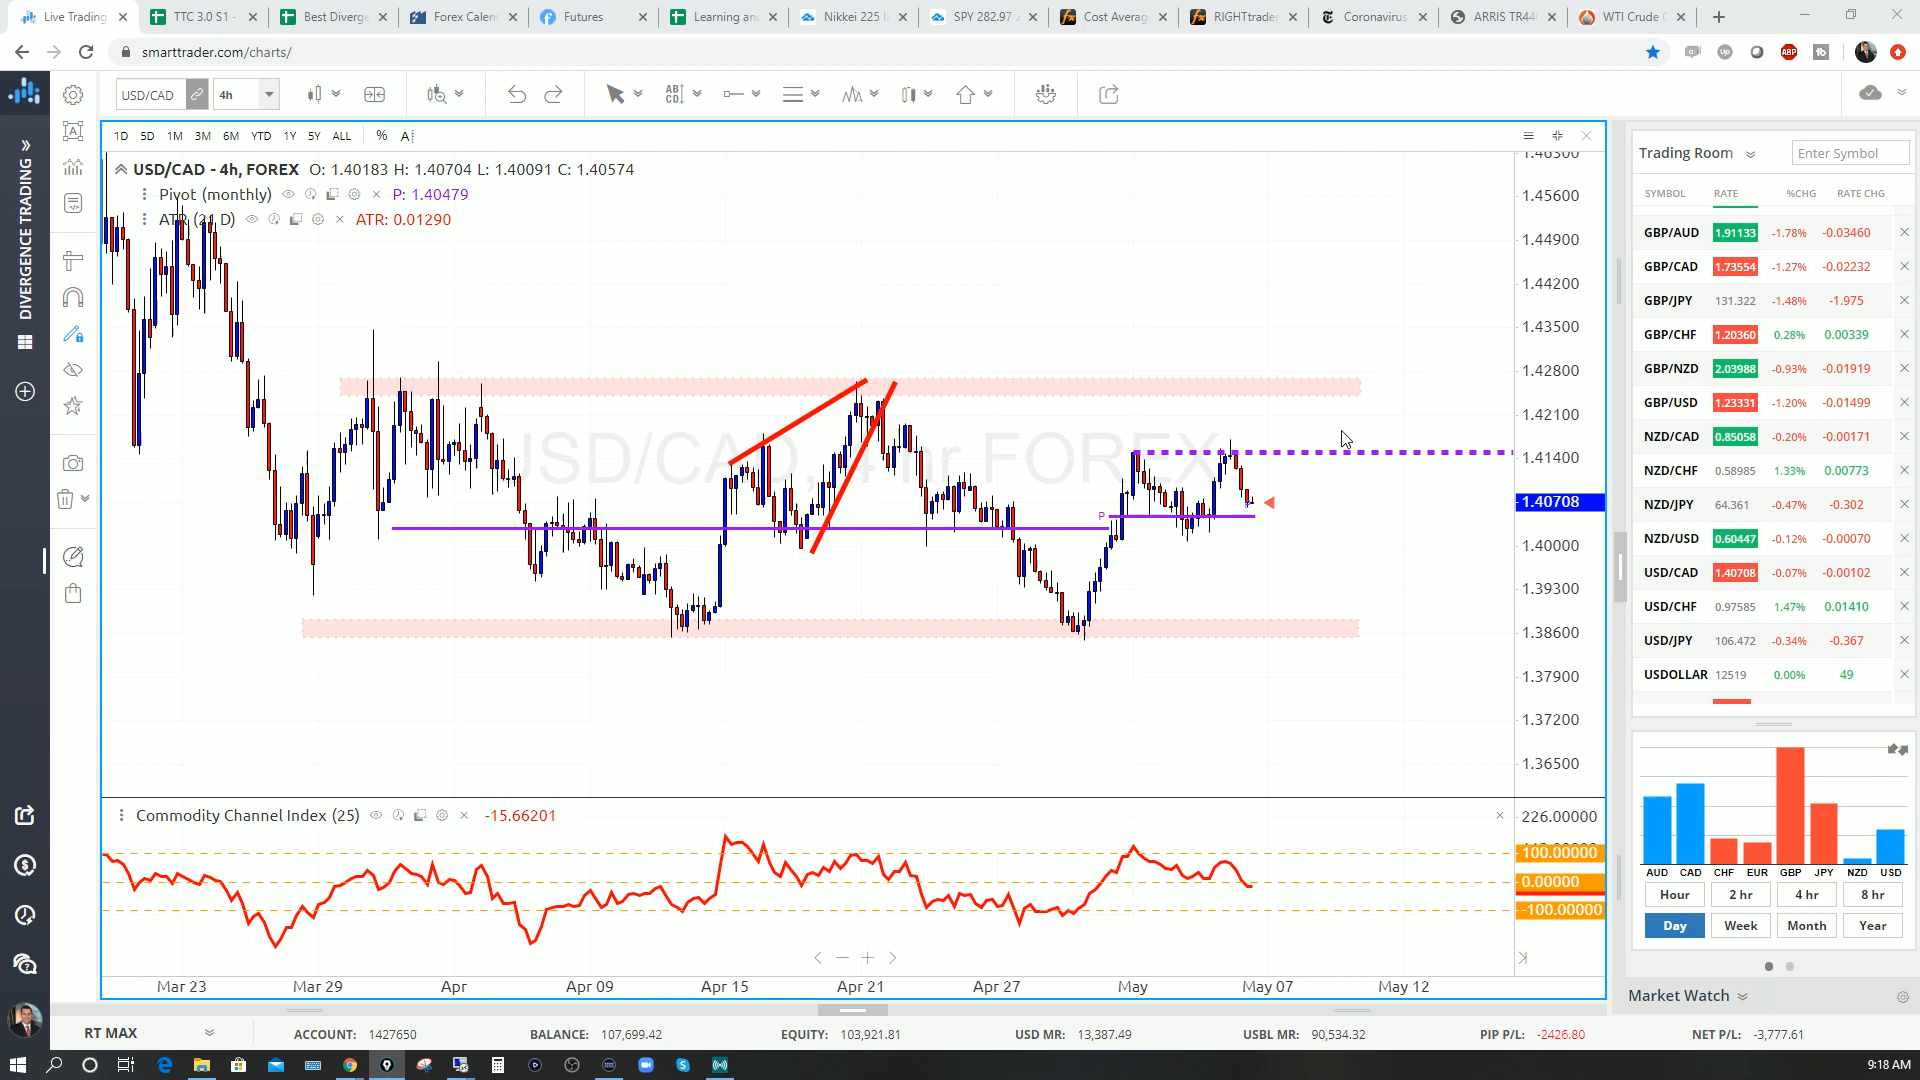 Live Trading
TTC 3.0 S1 -
Best Diverge
Forex Calen
Futures
Learning and
Nikkei 225 I
SPY 282.97
Cost Averag
RIGHTtrader
Coronavirus
ARRIS TR44
WTI Crude
smarttrader.com/charts/
USD/CAD
4h
1D 5D 1M 3M 6M YTD 1Y 5Y ALL % A
USD/CAD - 4h, FOREX O: 1.40183 H: 1.40704 L: 1.40091 C: 1.40574
Pivot (monthly) P: 1.40479
ATR (21 D) ATR: 0.01290
DIVERGENCE TRADING
USD/CAD, 4 hr FOREX
P
1.46300
1.45600
1.44900
1.44200
1.43500
1.42800
1.42100
1.41400
1.40708
1.40000
1.39300
1.38600
1.37900
1.37200
1.36500
Commodity Channel Index (25) -15.66201
226.00000
100.00000
0.00000
-100.00000
Mar 23 Mar 29 Apr Apr 09 Apr 15 Apr 21 Apr 27 May May 07 May 12
Trading Room
Enter Symbol
SYMBOL RATE %CHG RATE CHG
GBP/AUD 1.91133 -1.78% -0.03460
GBP/CAD 1.73554 -1.27% -0.02232
GBP/JPY 131.322 -1.48% -1.975
GBP/CHF 1.20360 0.28% 0.00339
GBP/NZD 2.03988 -0.93% -0.01919
GBP/USD 1.23331 -1.20% -0.01499
NZD/CAD 0.85058 -0.20% -0.00171
NZD/CHF 0.58985 1.33% 0.00773
NZD/JPY 64.361 -0.47% -0.302
NZD/USD 0.60447 -0.12% -0.00070
USD/CAD 1.40708 -0.07% -0.00102
USD/CHF 0.97585 1.47% 0.01410
USD/JPY 106.472 -0.34% -0.367
USDOLLAR 12519 0.00% 49
AUD CAD CHF EUR GBP JPY NZD USD
Hour 2 hr 4 hr 8 hr
Day Week Month Year
Market Watch
RT MAX ACCOUNT: 1427650 BALANCE: 107,699.42 EQUITY: 103,921.81 USD MR: 13,387.49 USBL MR: 90,534.32 PIP P/L: -2426.80 NET P/L: -3,777.61
9:18 AM